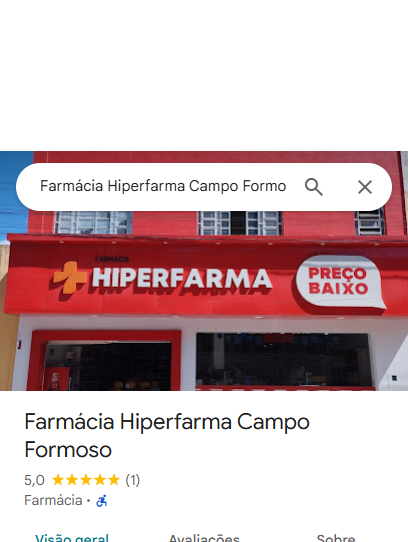 Farmácia Hiperfarma Campo Formo
FARMÁCIA
HIPERFARMA
PREÇO
BAIXO
Farmácia Hiperfarma Campo
Formoso
5,0 ★★★★★ (1)
Farmácia ·
Visão geral
Avaliações
Sobre